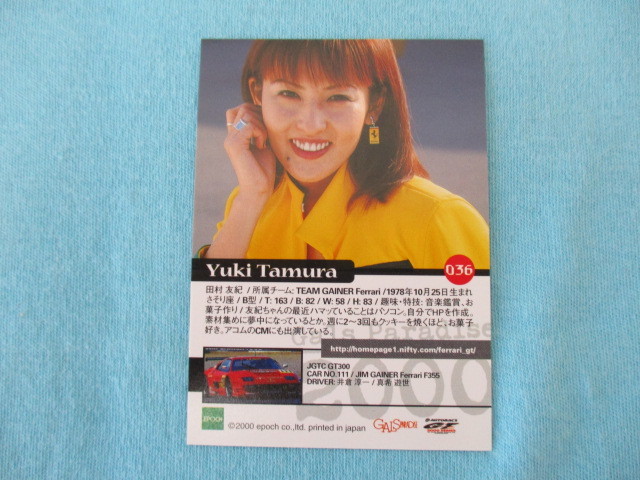 Yuki Tamura
036
田村 友紀 / 所属チーム: TEAM GAINER Ferrari /1978年10月25日生まれ
さそり座 / B型 / T: 163 / B: 82 / W: 58 / H: 83 / 趣味・特技: 音楽鑑賞、お
菓子作り / 友紀ちゃんの最近ハマッていることはパソコン。自分でHPを作成。
素材集めに夢中になっているとか。週に2〜3回もクッキーを焼くほど、お菓子
好き。アコムのCMにも出演している。
Gals Paradise
2000
http://homepage1.nifty.com/ferrari_gt/
JGTC GT300
CAR NO.111 / JIM GAINER Ferrari F355
DRIVER: 井倉 淳一 / 真希 遊世
EPOCH
©2000 epoch co.,ltd. printed in japan
GALS PARADISE